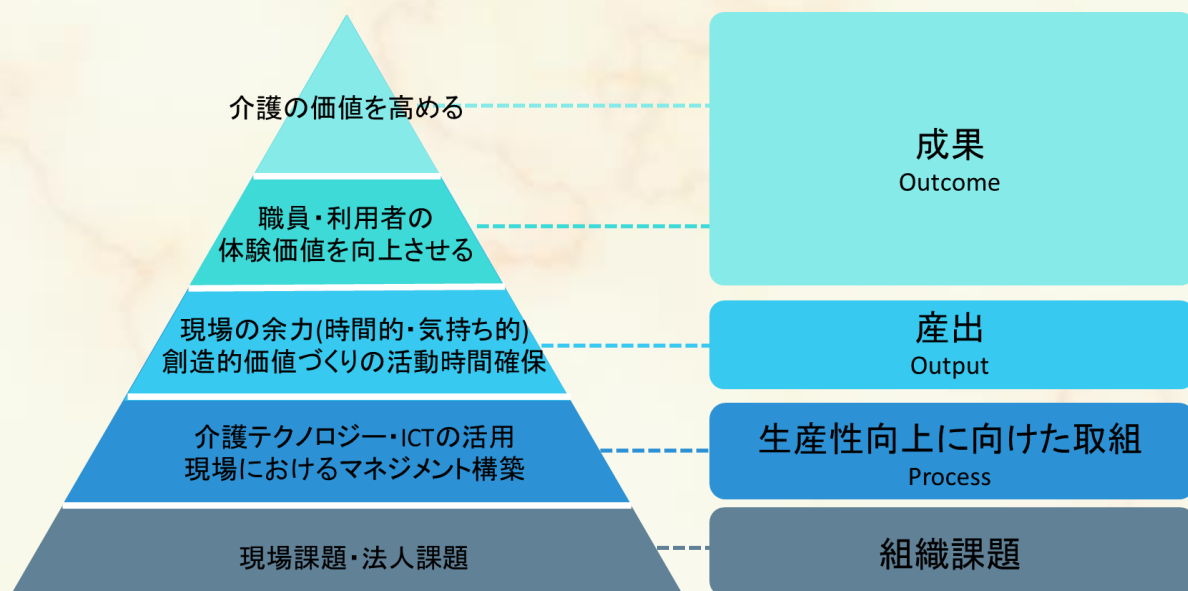 介護の価値を高める
成果
Outcome
職員・利用者の
体験価値を向上させる
現場の余力(時間的・気持ち的)
創造的価値づくりの活動時間確保
産出
Output
介護テクノロジー・ICTの活用
現場におけるマネジメント構築
生産性向上に向けた取組
Process
現場課題・法人課題
組織課題